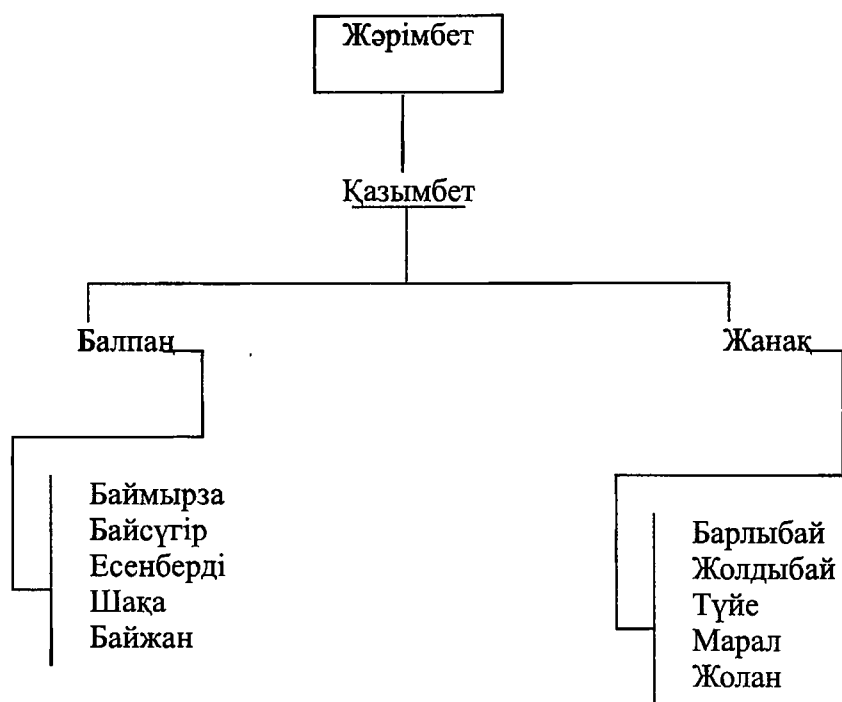 Жәрімбет
Қазымбет
Балпаң
Жанақ
Баймырза
Байсүгір
Есенберді
Шақа
Байжан
Барлыбай
Жолдыбай
Түйе
Марал
Жолан